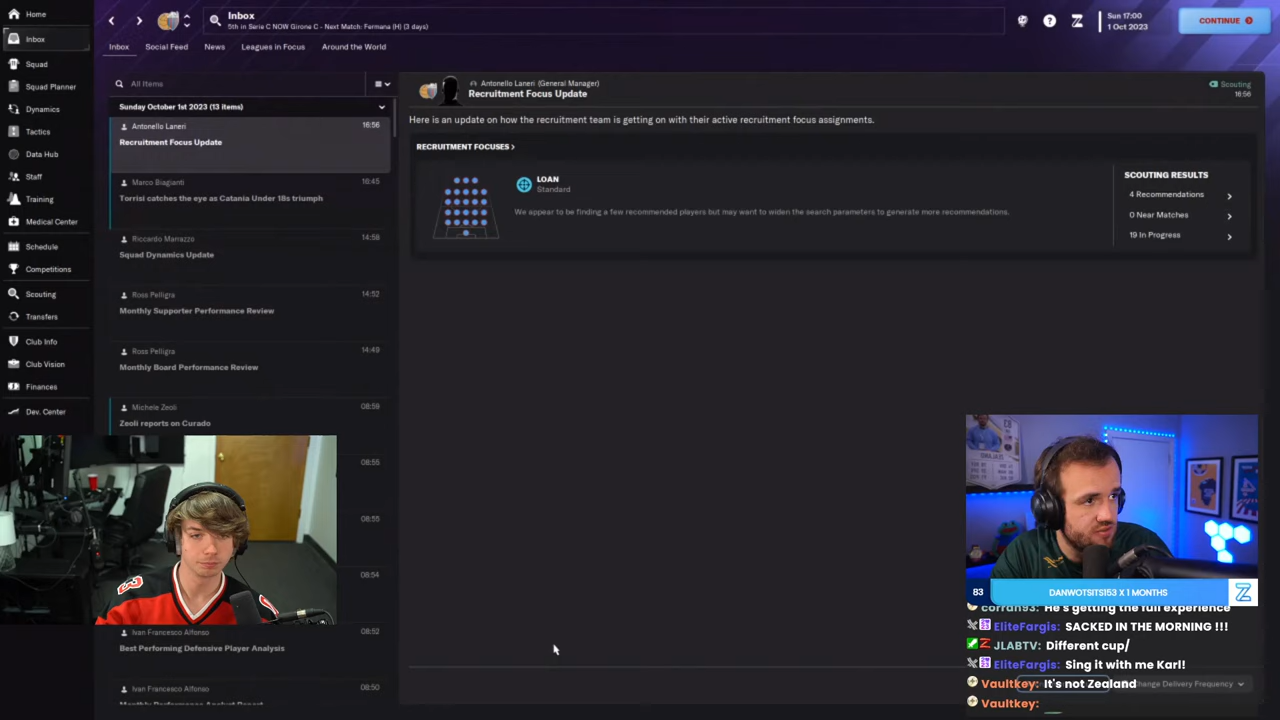 Home
Inbox
Squad
Squad Planner
Dynamics
Tactics
Data Hub
Staff
Training
Medical Center
Schedule
Competitions
Scouting
Transfers
Club Info
Club Vision
Finances
Dev. Center
Inbox
5th in Serie C NOW Girone C - Next Match: Fermana (H) (3 days)
Sun 17:00
1 Oct 2023
CONTINUE
Inbox
Social Feed
News
Leagues in Focus
Around the World
All Items
Sunday October 1st 2023 (13 items)
Antonello Laneri 16:56
Recruitment Focus Update
Marco Biagianti 16:45
Torrisi catches the eye as Catania Under 18s triumph
Riccardo Marrazzo 14:58
Squad Dynamics Update
Ross Pelligra 14:52
Monthly Supporter Performance Review
Ross Pelligra 14:49
Monthly Board Performance Review
Michele Zeoli 08:59
Zeoli reports on Curado
08:55
08:55
08:54
Ivan Francesco Alfonso 08:52
Best Performing Defensive Player Analysis
Ivan Francesco Alfonso 08:50
Monthly Performance Analyst Report
Antonello Laneri (General Manager)
Recruitment Focus Update
Scouting
16:56
Here is an update on how the recruitment team is getting on with their active recruitment focus assignments.
RECRUITMENT FOCUSES
LOAN
Standard
We appear to be finding a few recommended players but may want to widen the search parameters to generate more recommendations.
SCOUTING RESULTS
4 Recommendations
0 Near Matches
19 In Progress
83 DANWOTSITS153 X 1 MONTHS
corran93: He's getting the full experience
EliteFargis: SACKED IN THE MORNING !!!
JLABTV: Different cup/
EliteFargis: Sing it with me Karl!
Vaultkey: It's not Zealand
Change Delivery Frequency
Vaultkey: